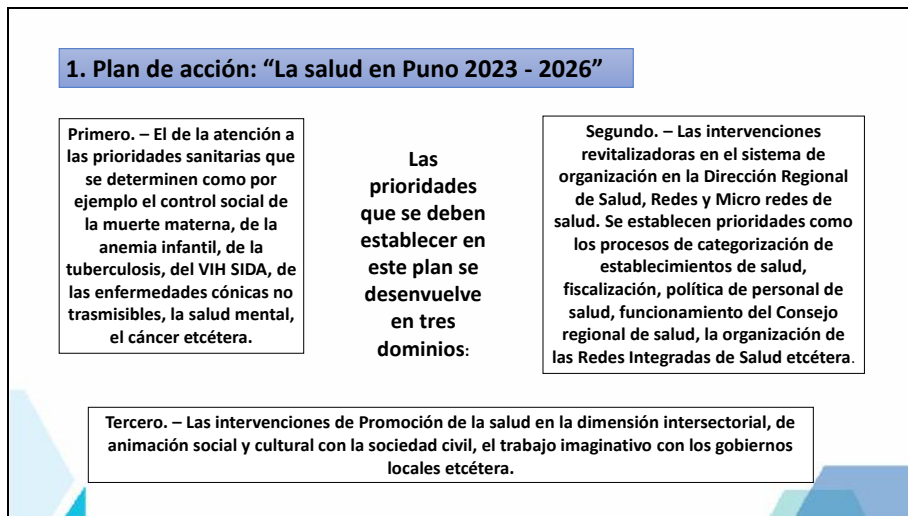 1. Plan de acción: “La salud en Puno 2023 - 2026”
Primero. – El de la atención a
las prioridades sanitarias que
se determinen como por
ejemplo el control social de
la muerte materna, de la
anemia infantil, de la
tuberculosis, del VIH SIDA, de
las enfermedades cónicas no
trasmisibles, la salud mental,
el cáncer etcétera.
Las
prioridades
que se deben
establecer en
este plan se
desenvuelve
en tres
dominios:
Segundo. – Las intervenciones
revitalizadoras en el sistema de
organización en la Dirección Regional
de Salud, Redes y Micro redes de
salud. Se establecen prioridades como
los procesos de categorización de
establecimientos de salud,
fiscalización, política de personal de
salud, funcionamiento del Consejo
regional de salud, la organización de
las Redes Integradas de Salud etcétera.
Tercero. – Las intervenciones de Promoción de la salud en la dimensión intersectorial, de
animación social y cultural con la sociedad civil, el trabajo imaginativo con los gobiernos
locales etcétera.